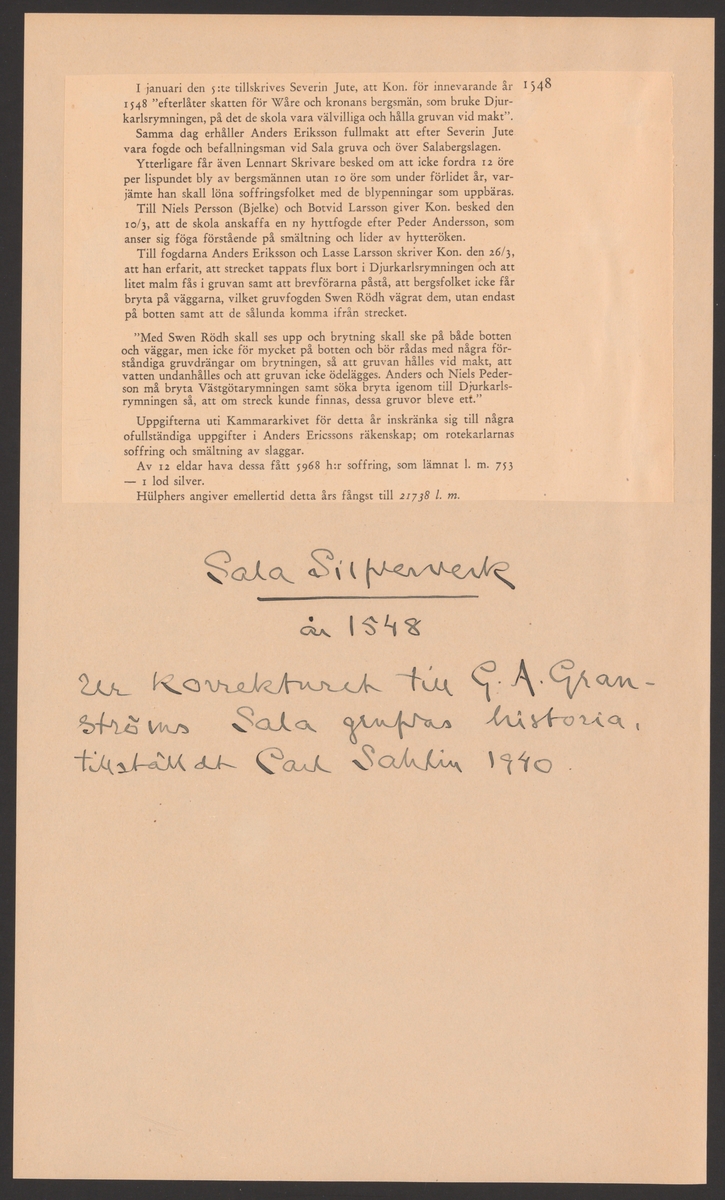 I januari den 5:te tillskrives Severin Jute, att Kon. för innevarande år 1548
1548 "efterlåter skatten för Wåre och kronans bergsmän, som bruke Djur-
karlsrymningen, på det de skola vara välvilliga och hålla gruvan vid makt".
Samma dag erhåller Anders Eriksson fullmakt att efter Severin Jute
vara fogde och befallningsman vid Sala gruva och över Salabergslagen.
Ytterligare får även Lennart Skrivare besked om att icke fordra 12 öre
per lispundet bly av bergsmännen utan 10 öre som under förlidet år, var-
jämte han skall löna soffringsfolket med de blypenningar som uppbäras.
Till Niels Persson (Bjelke) och Botvid Larsson giver Kon. besked den
10/3, att de skola anskaffa en ny hyttfogde efter Peder Andersson, som
anser sig föga förstående på smältning och lider av hytteröken.
Till fogdarna Anders Eriksson och Lasse Larsson skriver Kon. den 26/3,
att han erfarit, att strecket tappats flux bort i Djurkarlsrymningen och att
litet malm fås i gruvan samt att brevförarna påstå, att bergsfolket icke får
bryta på väggarna, vilket gruvfogden Swen Rödh vägrat dem, utan endast
på botten samt att de sålunda komma ifrån strecket.
"Med Swen Rödh skall ses upp och brytning skall ske på både botten
och väggar, men icke för mycket på botten och bör rådas med några för-
ståndiga gruvdrängar om brytningen, så att gruvan hålles vid makt, att
vatten undanhålles och att gruvan icke ödelägges. Anders och Niels Peder-
son må bryta Västgötarymningen samt söka bryta igenom till Djurkarls-
rymningen så, att om streck kunde finnas, dessa gruvor bleve ett."
Uppgifterna uti Kammararkivet för detta år inskränka sig till några
ofullständiga uppgifter i Anders Ericssons räkenskap; om rotekarlarnas
soffring och smältning av slaggar.
Av 12 eldar hava dessa fått 5968 h:r soffring, som lämnat l. m. 753
— 1 lod silver.
Hülphers angiver emellertid detta års fångst till 21738 l. m.
Sala Silfververk
år 1548
Ur korrekturet till G. A. Gran-
ströms Sala grufvas historia,
tillställdt Carl Sahlin 1940.